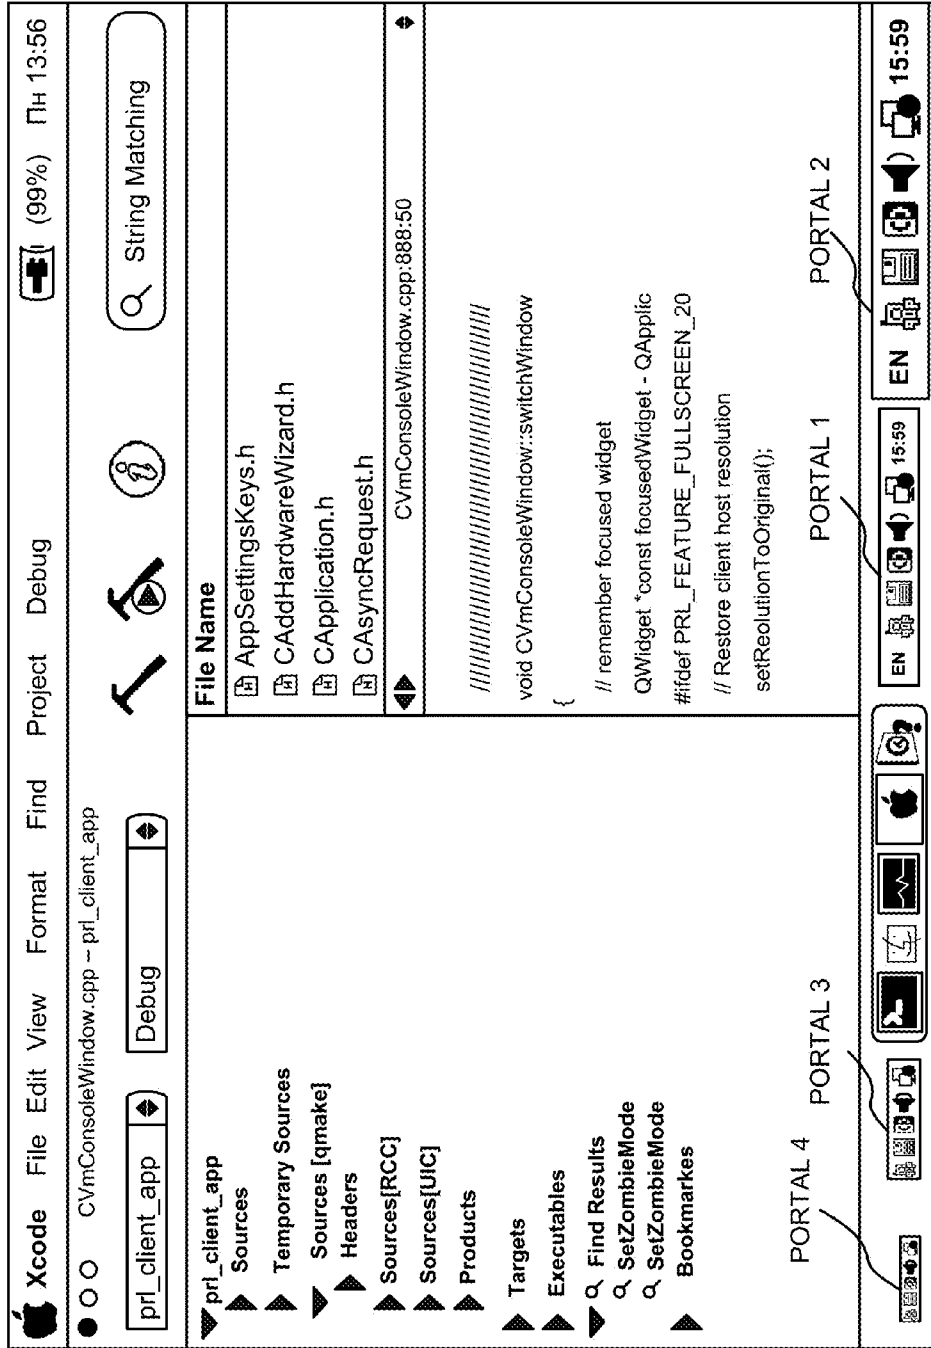 Xcode File Edit View Format Find Project Debug (99%) Пн 13:56
CVmConsoleWindow.cpp – prl_client_app
prl_client_app Debug String Matching
prl_client_app
Sources
Temporary Sources
Sources [qmake]
Headers
Sources[RCC]
Sources[UIC]
Products
Targets
Executables
Find Results
SetZombieMode
SetZombieMode
Bookmarkes
File Name
AppSettingsKeys.h
CAddHardwareWizard.h
CApplication.h
CAsyncRequest.h
CVmConsoleWindow.cpp:888:50
//////////////////////////////////////////////////
void CVmConsoleWindow::switchWindow
{
// remember focused widget
QWidget *const focusedWidget - QApplic
#ifdef PRL_FEATURE_FULLSCREEN_20
// Restore client host resolution
setReolutionToOriginal();
PORTAL 4
PORTAL 3
PORTAL 1
PORTAL 2
EN 15:59
EN 15:59